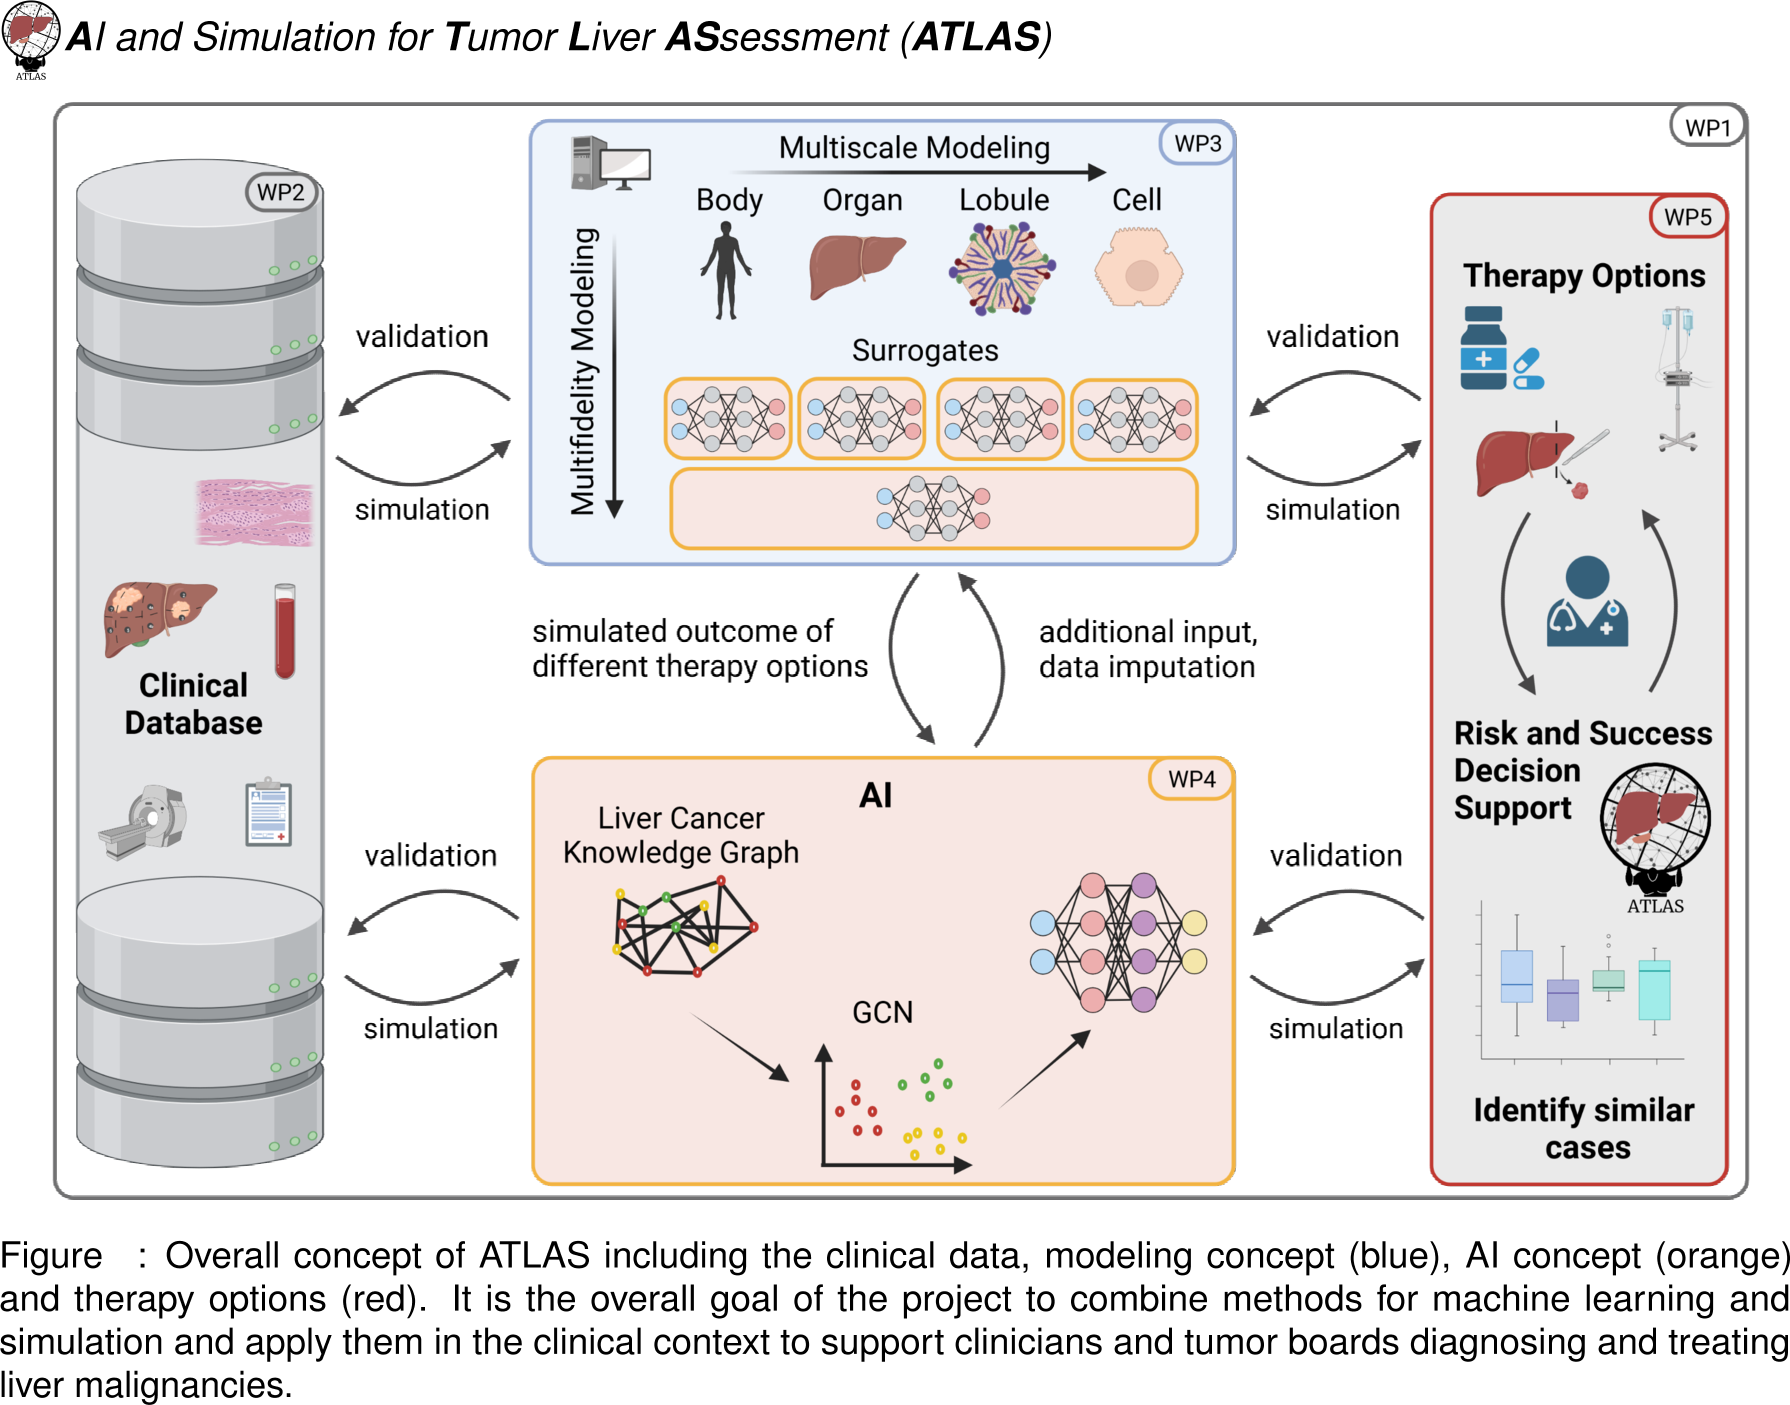 AI and Simulation for Tumor Liver ASsessment (ATLAS)
ATLAS
WP1
WP2
Clinical
Database
validation
simulation
validation
simulation
WP3
Multiscale Modeling
Multifidelity Modeling
Body
Organ
Lobule
Cell
Surrogates
simulated outcome of
different therapy options
additional input,
data imputation
WP4
AI
Liver Cancer
Knowledge Graph
GCN
validation
simulation
validation
simulation
WP5
Therapy Options
Risk and Success
Decision
Support
ATLAS
Identify similar
cases
Figure : Overall concept of ATLAS including the clinical data, modeling concept (blue), AI concept (orange)
and therapy options (red). It is the overall goal of the project to combine methods for machine learning and
simulation and apply them in the clinical context to support clinicians and tumor boards diagnosing and treating
liver malignancies.